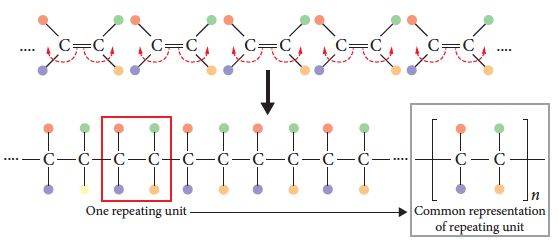 .... C=C C=C C=C C=C C=C ....
.... —C—C—C—C—C—C—C—C—C—C— .... —C—C—
n
One repeating unit
Common representation
of repeating unit